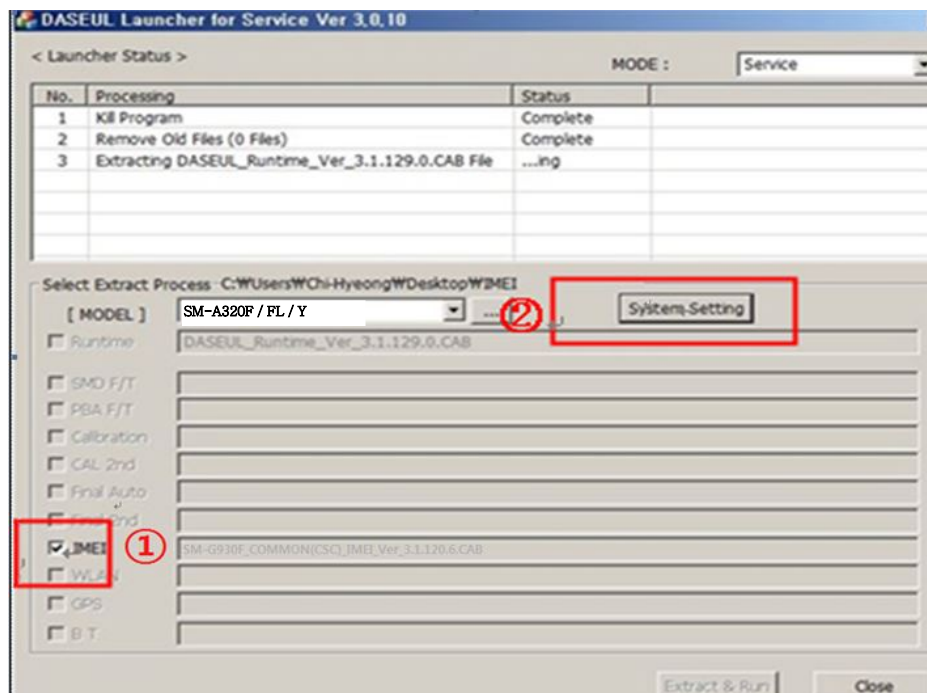 DASEUL Launcher for Service Ver 3,0,10
< Launcher Status >
MODE : Service
No. Processing Status
1 Kill Program Complete
2 Remove Old Files (0 Files) Complete
3 Extracting DASEUL_Runtime_Ver_3.1.129.0.CAB File ...ing
Select Extract Process C:₩Users₩Chi-Hyeong₩Desktop₩IMEI
[ MODEL ] SM-A320F / FL / Y ... ② System Setting
Runtime DASEUL_Runtime_Ver_3.1.129.0.CAB
SMD F/T
PBA F/T
Calibration
CAL 2nd
Final Auto
Final 2nd
IMEI ① SM-G930F_COMMON(CSC)_IMEI_Ver_3.1.120.6.CAB
WLAN
GPS
B T
Extract & Run Close